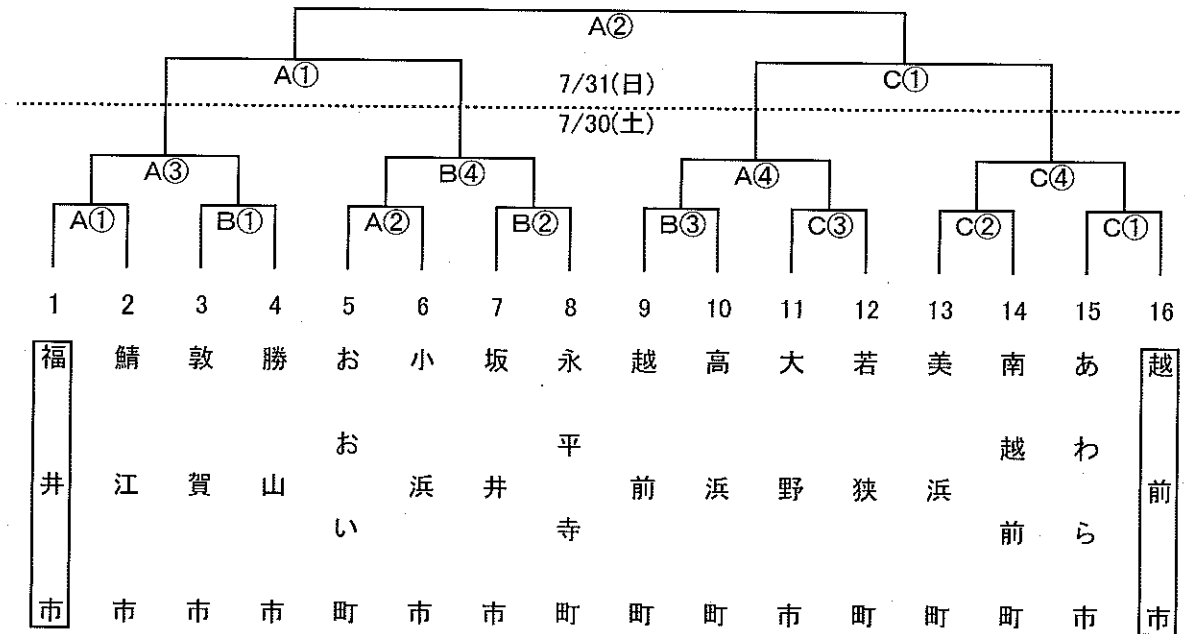 A②
A① 7/31(日) C①
7/30(土)
A③ B④ A④ C④
A① B① A② B② B③ C③ C② C①
1 2 3 4 5 6 7 8 9 10 11 12 13 14 15 16
福井市
鯖江市
敦賀市
勝山市
おおい町
小浜市
坂井市
永平寺町
越前町
高浜町
大野市
若狭町
美浜町
南越前町
あわら市
越前市